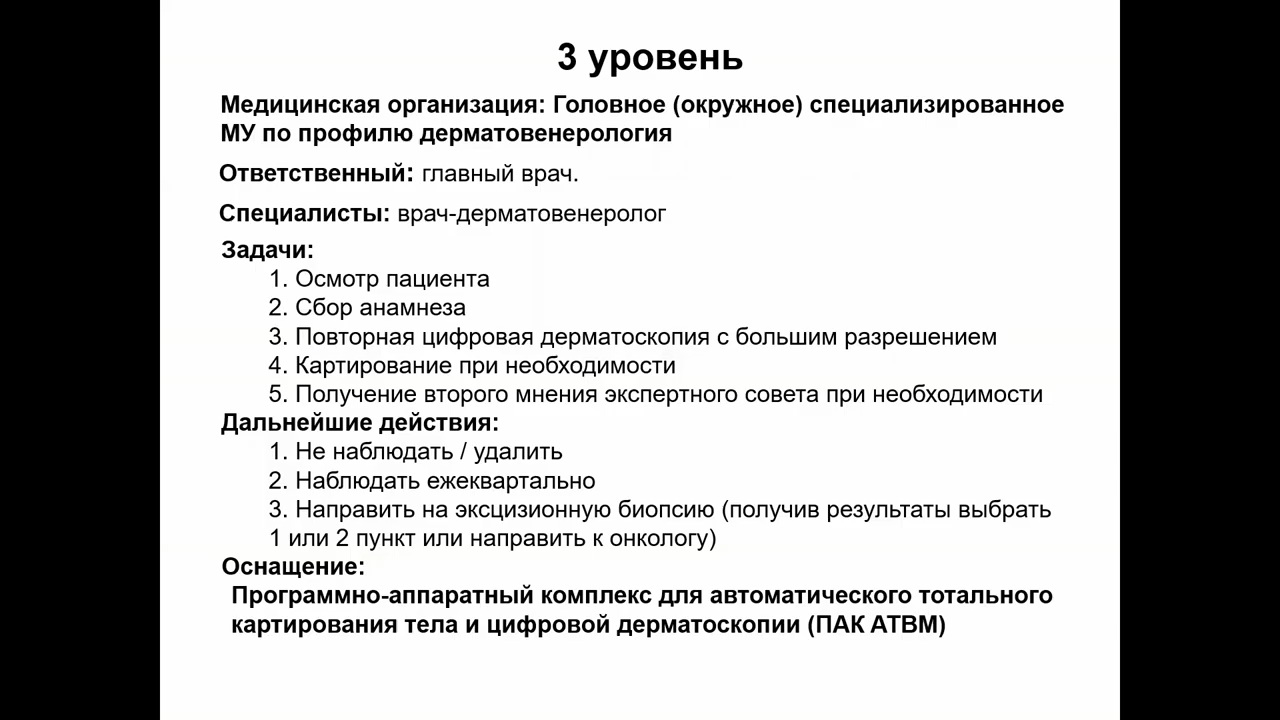 3 уровень
Медицинская организация: Головное (окружное) специализированное
МУ по профилю дерматовенерология
Ответственный: главный врач.
Специалисты: врач-дерматовенеролог
Задачи:
1. Осмотр пациента
2. Сбор анамнеза
3. Повторная цифровая дерматоскопия с большим разрешением
4. Картирование при необходимости
5. Получение второго мнения экспертного совета при необходимости
Дальнейшие действия:
1. Не наблюдать / удалить
2. Наблюдать ежеквартально
3. Направить на эксцизионную биопсию (получив результаты выбрать
1 или 2 пункт или направить к онкологу)
Оснащение:
Программно-аппаратный комплекс для автоматического тотального
картирования тела и цифровой дерматоскопии (ПАК ATBM)